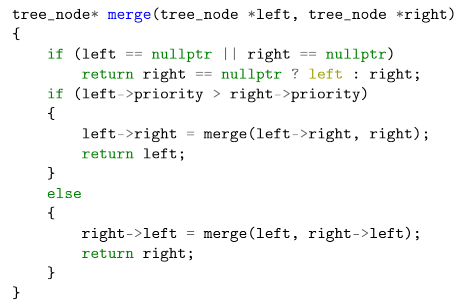 tree_node* merge(tree_node *left, tree_node *right)
{
    if (left == nullptr || right == nullptr)
        return right == nullptr ? left : right;
    if (left->priority > right->priority)
    {
        left->right = merge(left->right, right);
        return left;
    }
    else
    {
        right->left = merge(left, right->left);
        return right;
    }
}